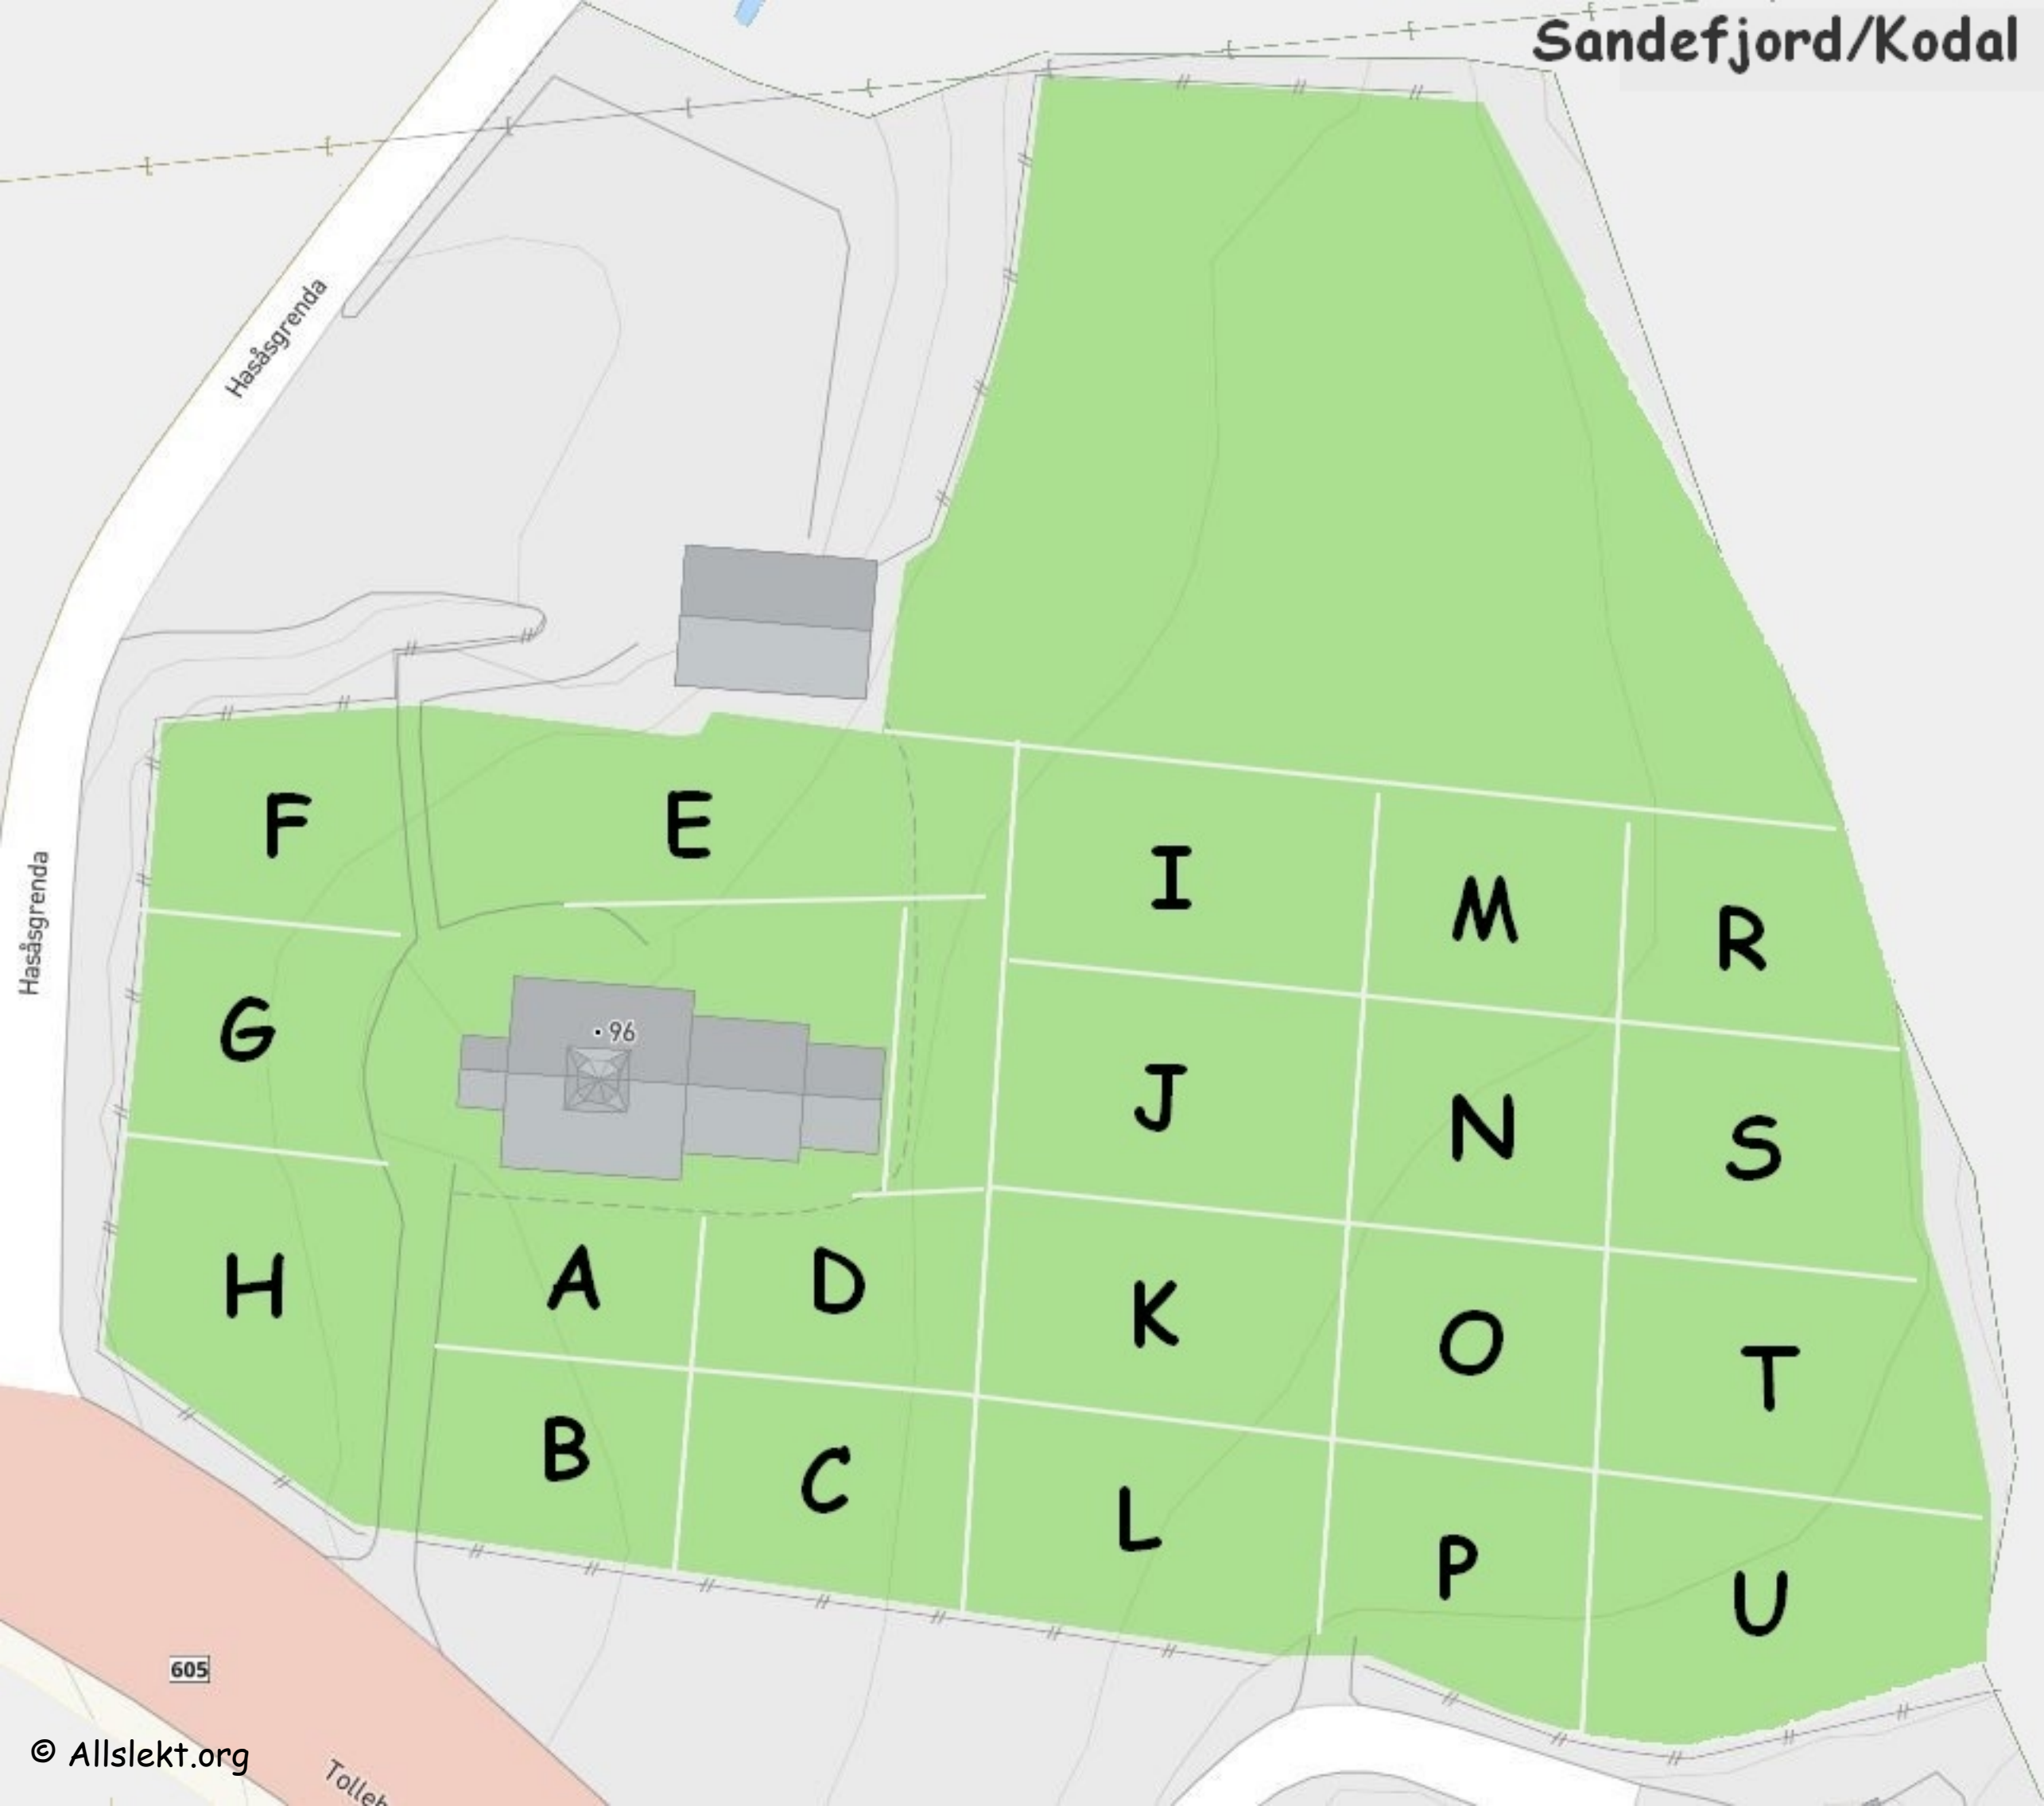 Sandefjord/Kodal
Hasåsgrenda
F
E
I
M
R
Hasåsgrenda
G
96
J
N
S
H
A
D
K
O
T
B
C
L
P
U
605
© Allslekt.org